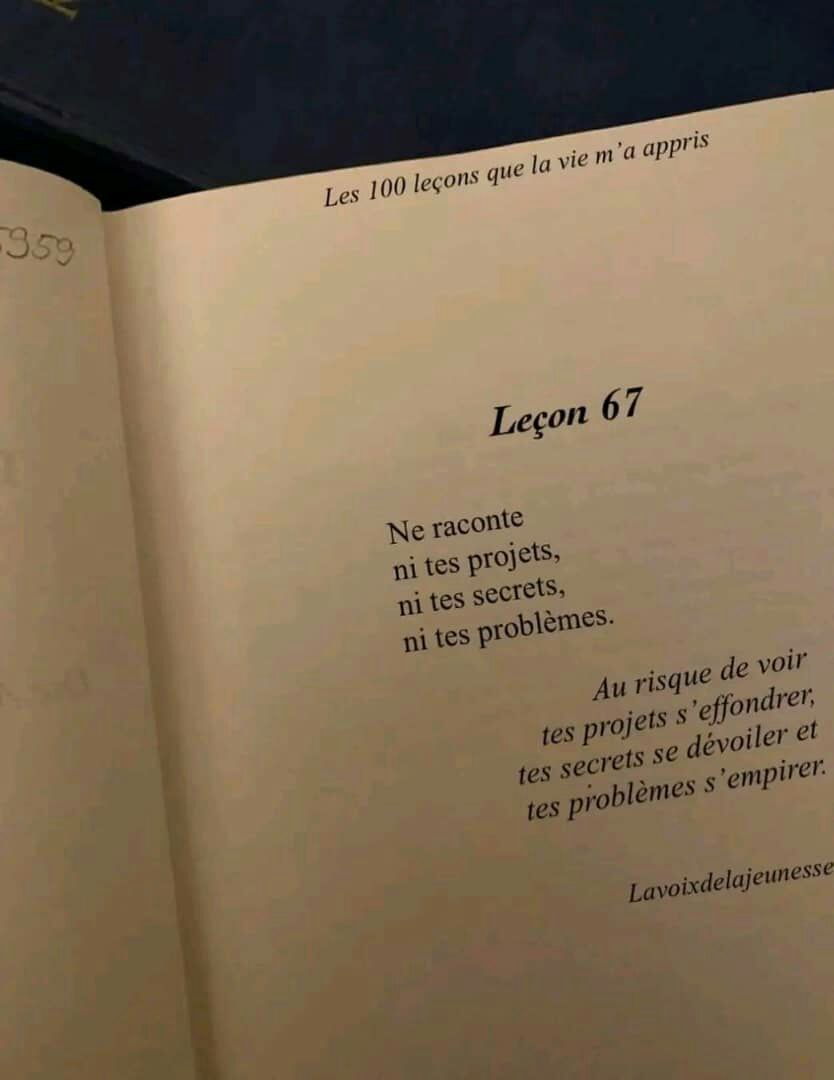 Les 100 leçons que la vie m'a appris
5959
Leçon 67
Ne raconte
ni tes projets,
ni tes secrets,
ni tes problèmes.
Au risque de voir
tes projets s'effondrer,
tes secrets se dévoiler et
tes problèmes s'empirer.
Lavoixdelajeunesse